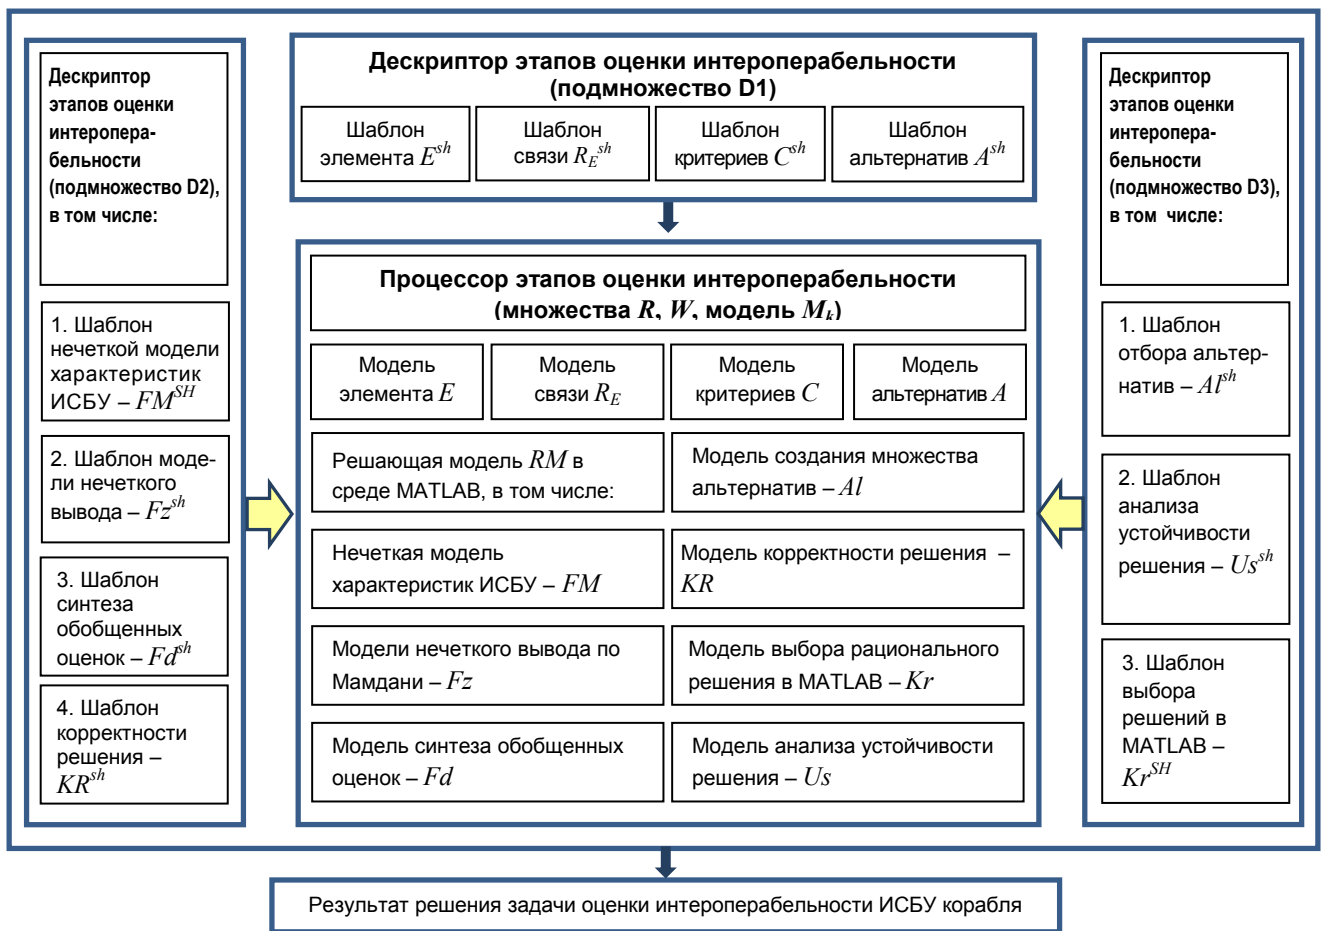 Дескриптор
этапов оценки
интеропера-
бельности
(подмножество D2),
в том числе:
1. Шаблон
нечеткой модели
характеристик
ИСБУ – FM^SH
2. Шаблон моде-
ли нечеткого
вывода – Fz^sh
3. Шаблон
синтеза
обобщенных
оценок – Fd^sh
4. Шаблон
корректности
решения –
KR^sh
Дескриптор этапов оценки интероперабельности
(подмножество D1)
Шаблон
элемента E^sh
Шаблон
связи R_E^sh
Шаблон
критериев C^sh
Шаблон
альтернатив A^sh
Процессор этапов оценки интероперабельности
(множества R, W, модель M_k)
Модель
элемента E
Модель
связи R_E
Модель
критериев C
Модель
альтернатив A
Решающая модель RM в
среде MATLAB, в том числе:
Модель создания множества
альтернатив – Al
Нечеткая модель
характеристик ИСБУ – FM
Модель корректности решения –
KR
Модели нечеткого вывода по
Мамдани – Fz
Модель выбора рационального
решения в MATLAB – Kr
Модель синтеза обобщенных
оценок – Fd
Модель анализа устойчивости
решения – Us
Дескриптор
этапов оценки
интеропера-
бельности
(подмножество D3),
в том числе:
1. Шаблон
отбора альтер-
натив – Al^sh
2. Шаблон
анализа
устойчивости
решения – Us^sh
3. Шаблон
выбора
решений в
MATLAB –
Kr^SH
Результат решения задачи оценки интероперабельности ИСБУ корабля